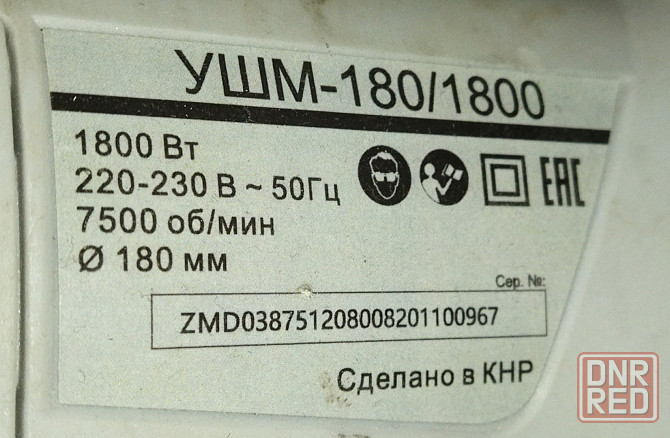 УШМ-180/1800
1800 Вт
220-230 В ~ 50Гц
7500 об/мин
Ø 180 мм
EAC
Сер. №:
ZMD038751208008201100967
Сделано в КНР
DNR
RED